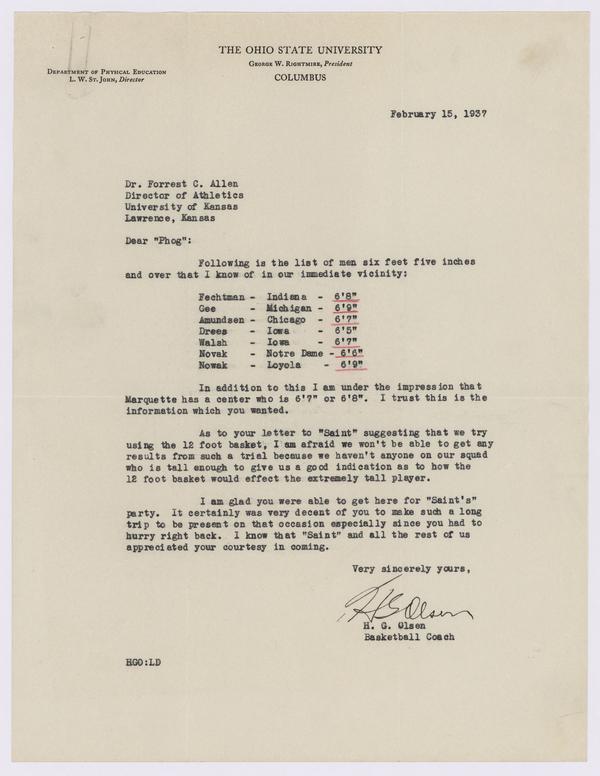 THE OHIO STATE UNIVERSITY
GEORGE W. RIGHTMIRE, President
COLUMBUS
DEPARTMENT OF PHYSICAL EDUCATION
L. W. ST. JOHN, Director
February 15, 1937
Dr. Forrest C. Allen
Director of Athletics
University of Kansas
Lawrence, Kansas
Dear "Phog":
Following is the list of men six feet five inches
and over that I know of in our immediate vicinity:
Fechtman - Indiana - 6'8"
Gee - Michigan - 6'9"
Amundsen - Chicago - 6'7"
Drees - Iowa - 6'5"
Walsh - Iowa - 6'7"
Novak - Notre Dame - 6'6"
Nowak - Loyola - 6'9"
In addition to this I am under the impression that
Marquette has a center who is 6'7" or 6'8". I trust this is the
information which you wanted.
As to your letter to "Saint" suggesting that we try
using the 12 foot basket, I am afraid we won't be able to get any
results from such a trial because we haven't anyone on our squad
who is tall enough to give us a good indication as to how the
12 foot basket would effect the extremely tall player.
I am glad you were able to get here for "Saint's"
party. It certainly was very decent of you to make such a long
trip to be present on that occasion especially since you had to
hurry right back. I know that "Saint" and all the rest of us
appreciated your courtesy in coming.
Very sincerely yours,
H G Olsen
H. G. Olsen
Basketball Coach
HGO:LD